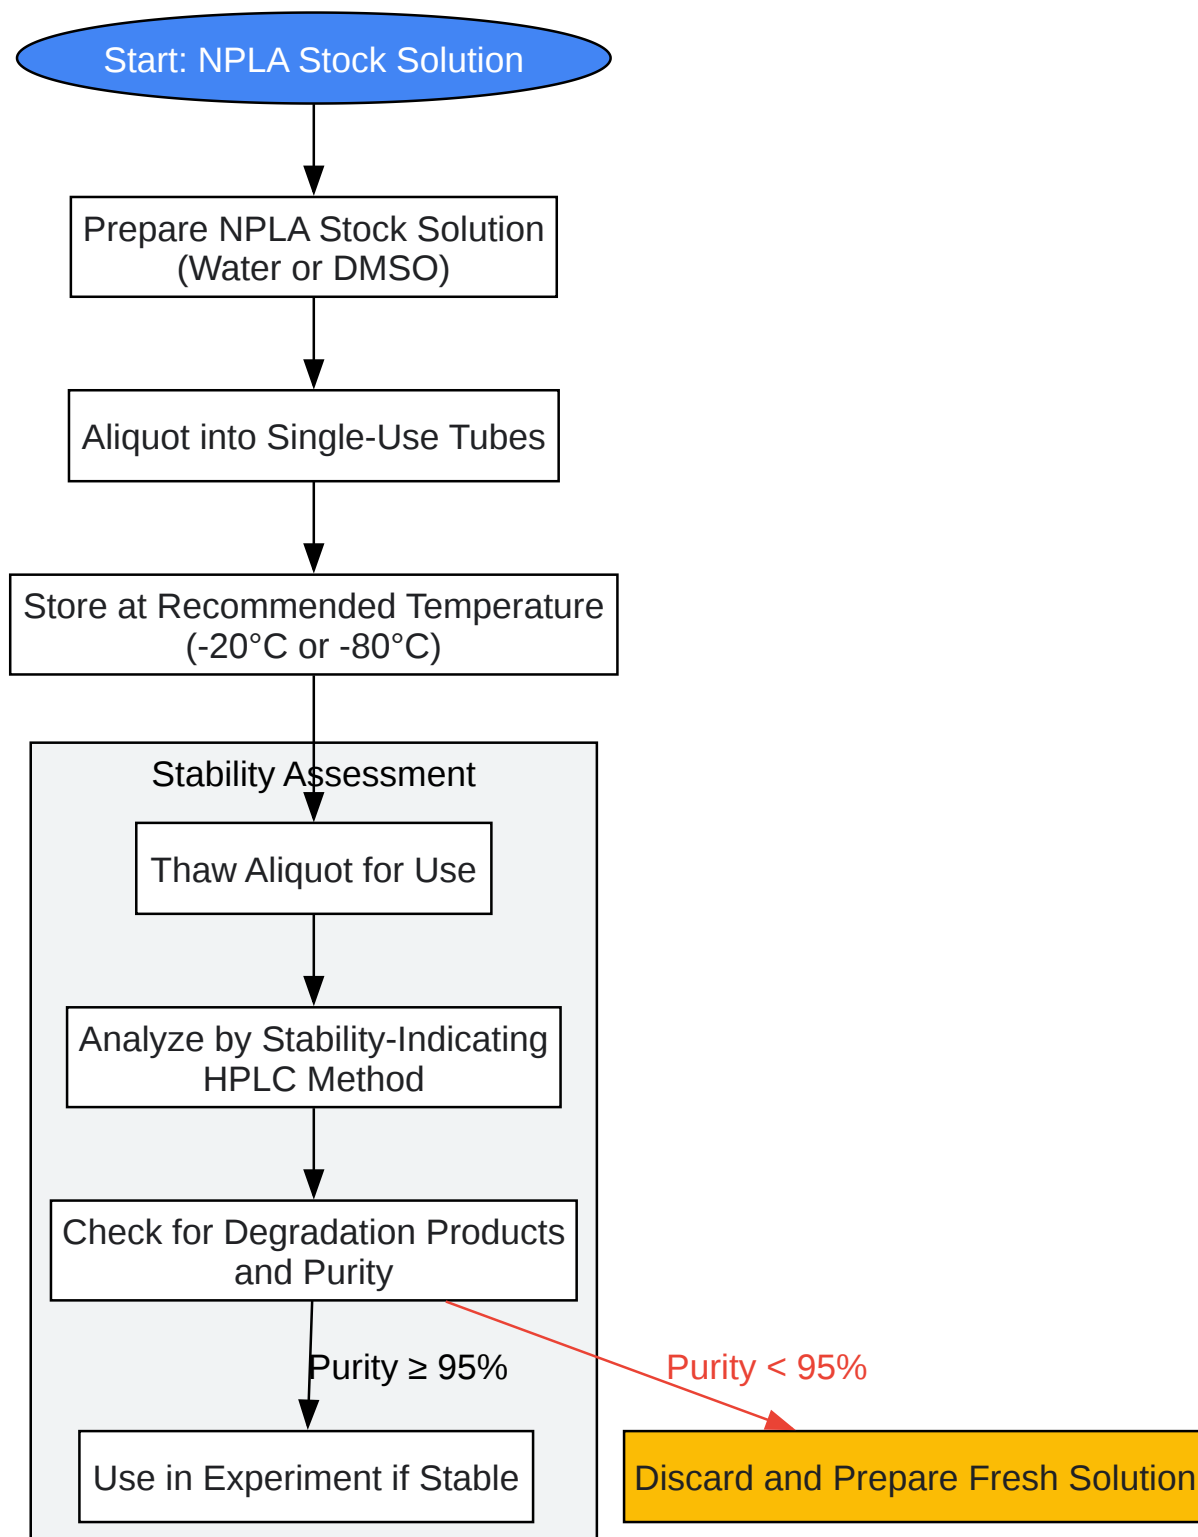 Start: NPLA Stock Solution
Prepare NPLA Stock Solution
(Water or DMSO)
Aliquot into Single-Use Tubes
Store at Recommended Temperature
(-20°C or -80°C)
Stability Assessment
Thaw Aliquot for Use
Analyze by Stability-Indicating
HPLC Method
Check for Degradation Products
and Purity
Purity ≥ 95%
Purity < 95%
Use in Experiment if Stable
Discard and Prepare Fresh Solution